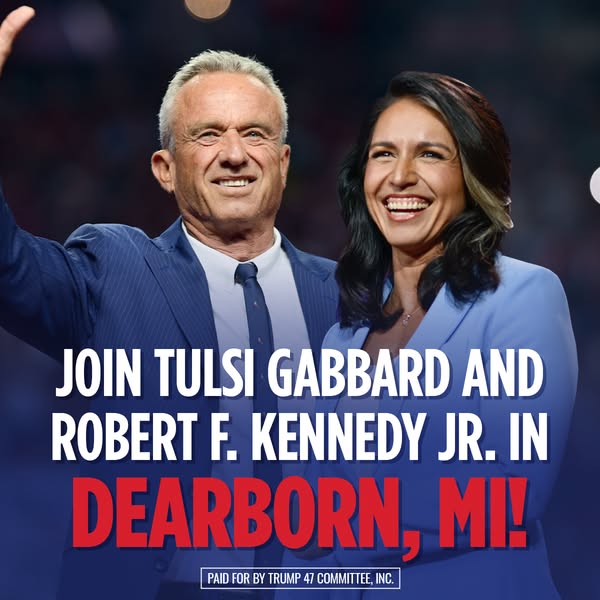 JOIN TULSI GABBARD AND
ROBERT F. KENNEDY JR. IN
DEARBORN, MI!
PAID FOR BY TRUMP 47 COMMITTEE, INC.